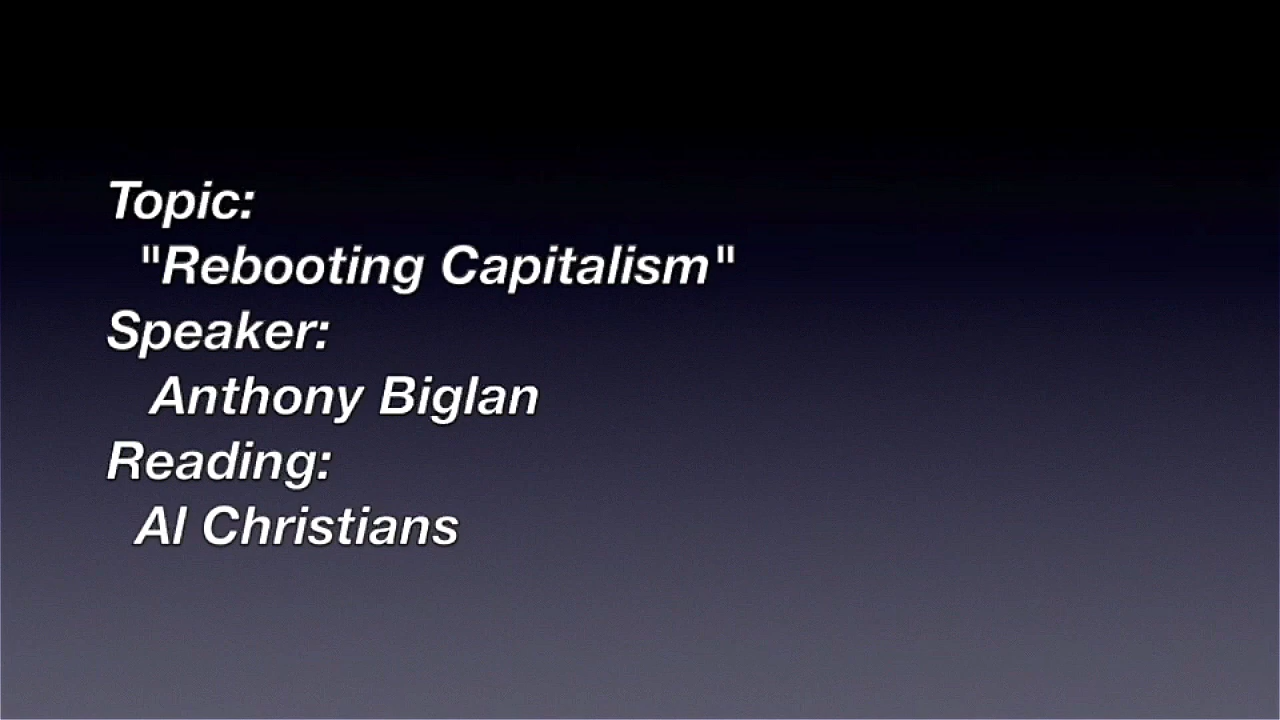 Topic:
"Rebooting Capitalism"
Speaker:
Anthony Biglan
Reading:
Al Christians